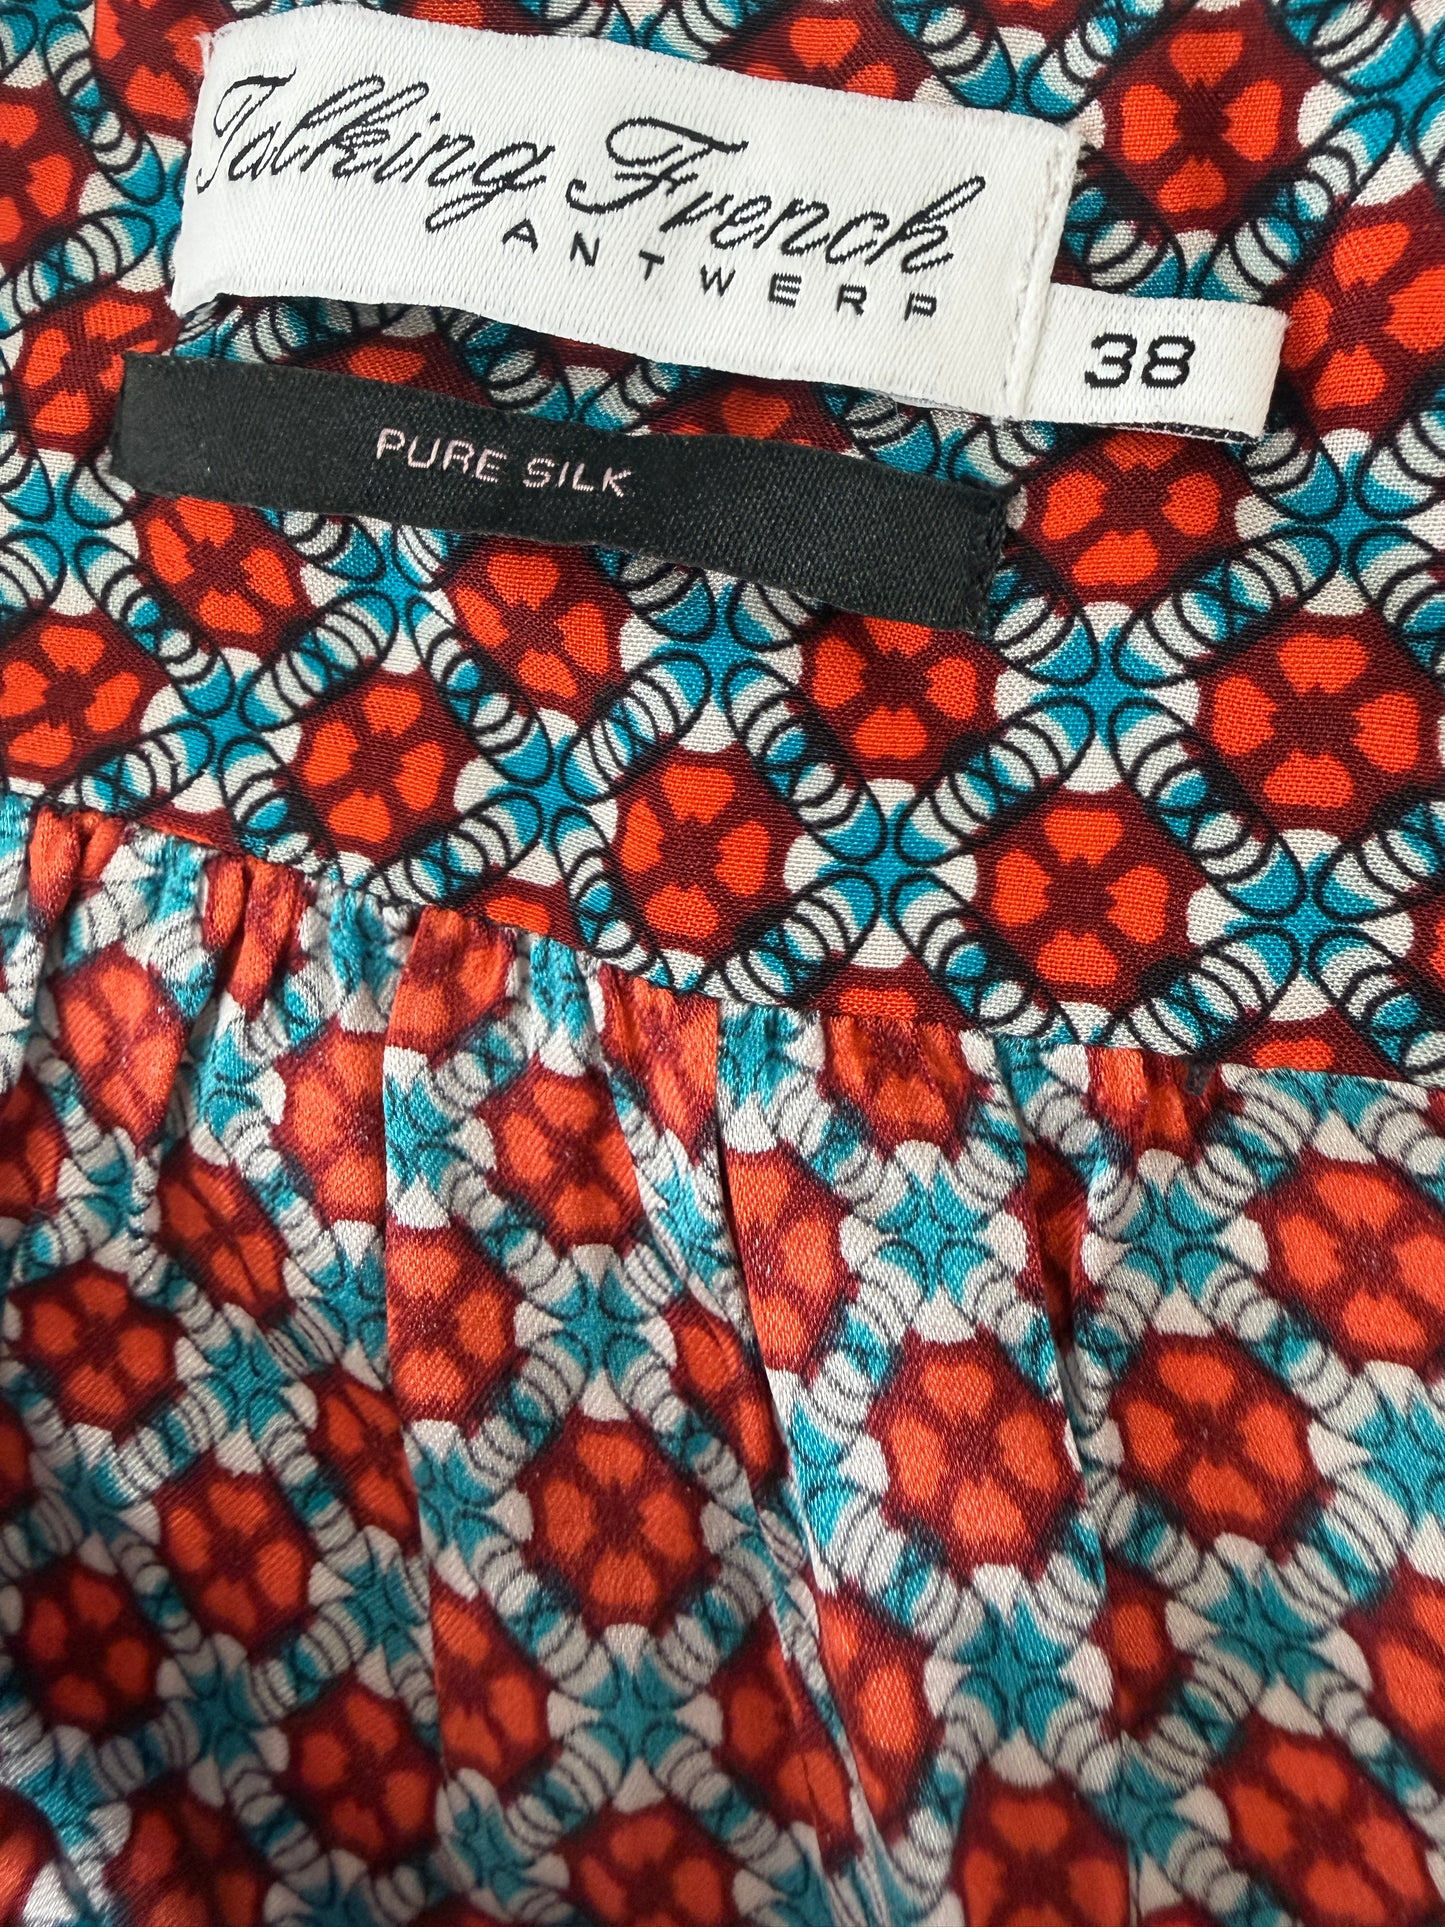 Talking French
ANTWERP
38
PURE SILK